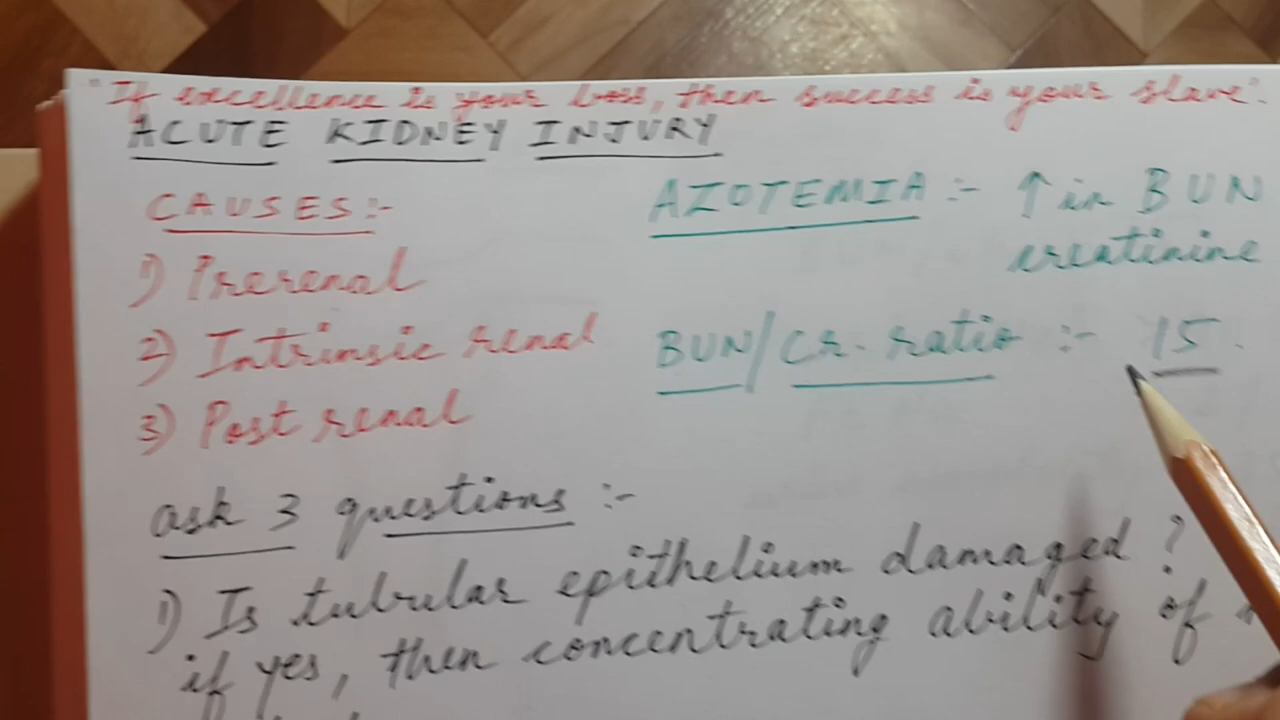 "If excellence is your boss, then success is your slave".
ACUTE KIDNEY INJURY
CAUSES:-
1) Prerenal
2) Intrinsic renal
3) Post renal
AZOTEMIA :- ↑ in BUN
creatinine
BUN/Cr. ratio :- 15.
ask 3 questions :-
1) Is tubular epithelium damaged ?
if yes, then concentrating ability of